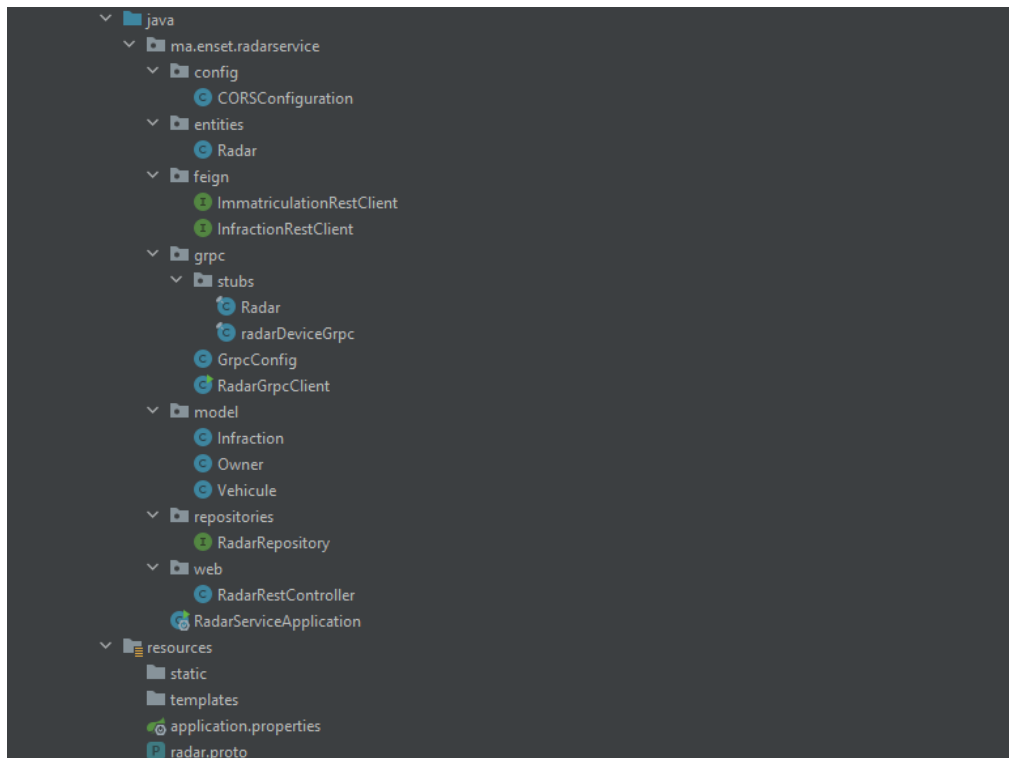 java
ma.enset.radarservice
config
CORSConfiguration
entities
Radar
feign
ImmatriculationRestClient
InfractionRestClient
grpc
stubs
Radar
radarDeviceGrpc
GrpcConfig
RadarGrpcClient
model
Infraction
Owner
Vehicule
repositories
RadarRepository
web
RadarRestController
RadarServiceApplication
resources
static
templates
application.properties
radar.proto